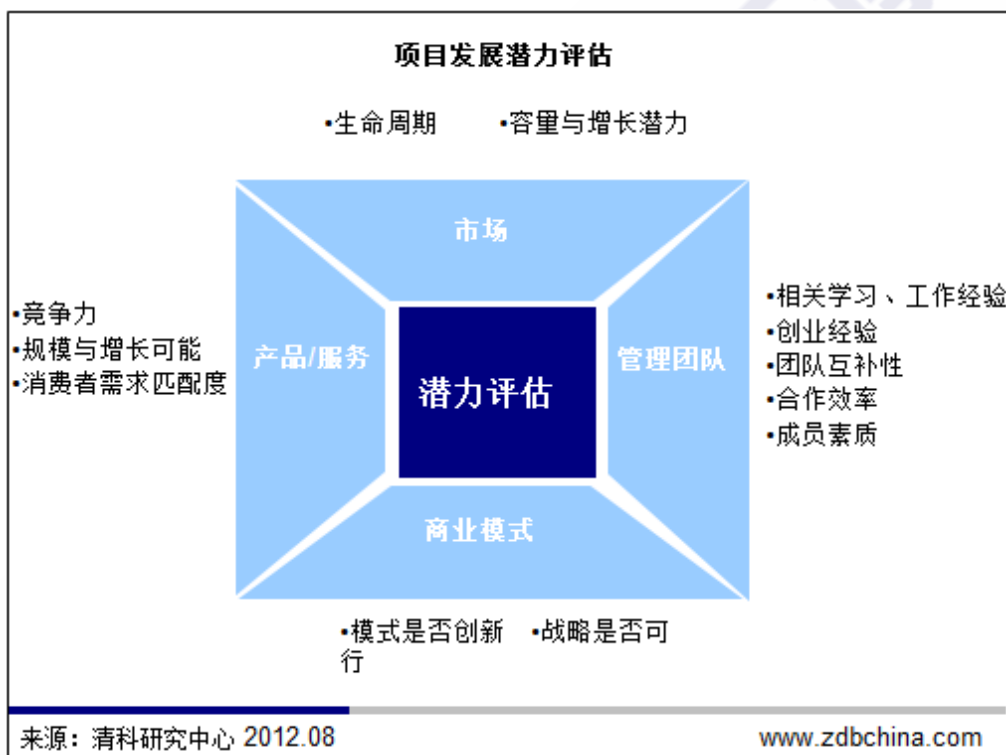 项目发展潜力评估
•生命周期 •容量与增长潜力
市场
•竞争力
•规模与增长可能
•消费者需求匹配度
产品/服务
潜力评估
管理团队
•相关学习、工作经验
•创业经验
•团队互补性
•合作效率
•成员素质
商业模式
•模式是否创新 •战略是否可
行
来源：清科研究中心 2012.08 www.zdbchina.com